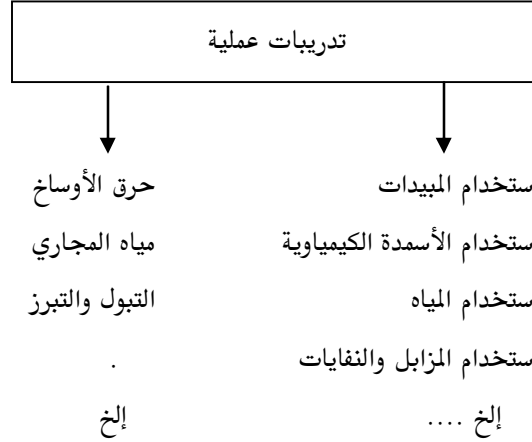 تدريبات عملية
ستخدام المبيدات حرق الأوساخ
ستخدام الأسمدة الكيمياوية مياه المجاري
ستخدام المياه التبول والتبرز
ستخدام المزابل والنفايات .
إلخ .... إلخ